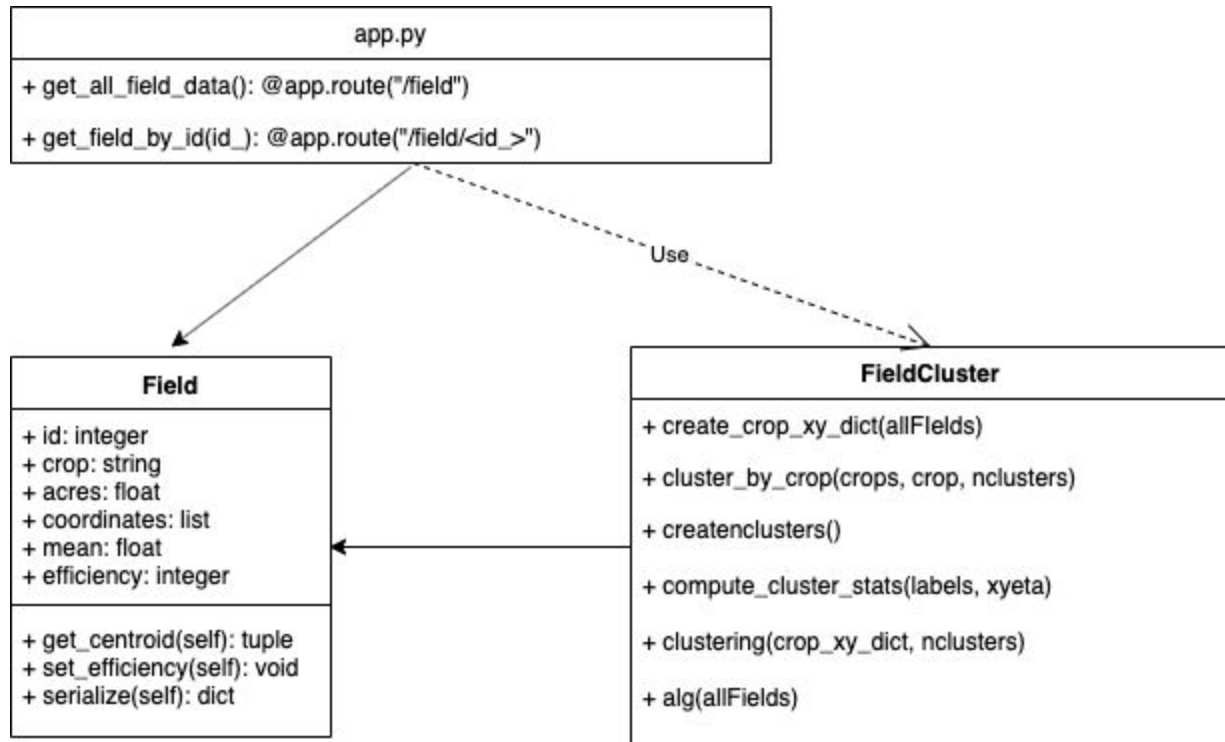 app.py
+ get_all_field_data(): @app.route("/field")
+ get_field_by_id(id_): @app.route("/field/<id_>")
Use
Field
+ id: integer
+ crop: string
+ acres: float
+ coordinates: list
+ mean: float
+ efficiency: integer
+ get_centroid(self): tuple
+ set_efficiency(self): void
+ serialize(self): dict
FieldCluster
+ create_crop_xy_dict(allFIelds)
+ cluster_by_crop(crops, crop, nclusters)
+ createnclusters()
+ compute_cluster_stats(labels, xyeta)
+ clustering(crop_xy_dict, nclusters)
+ alg(allFields)